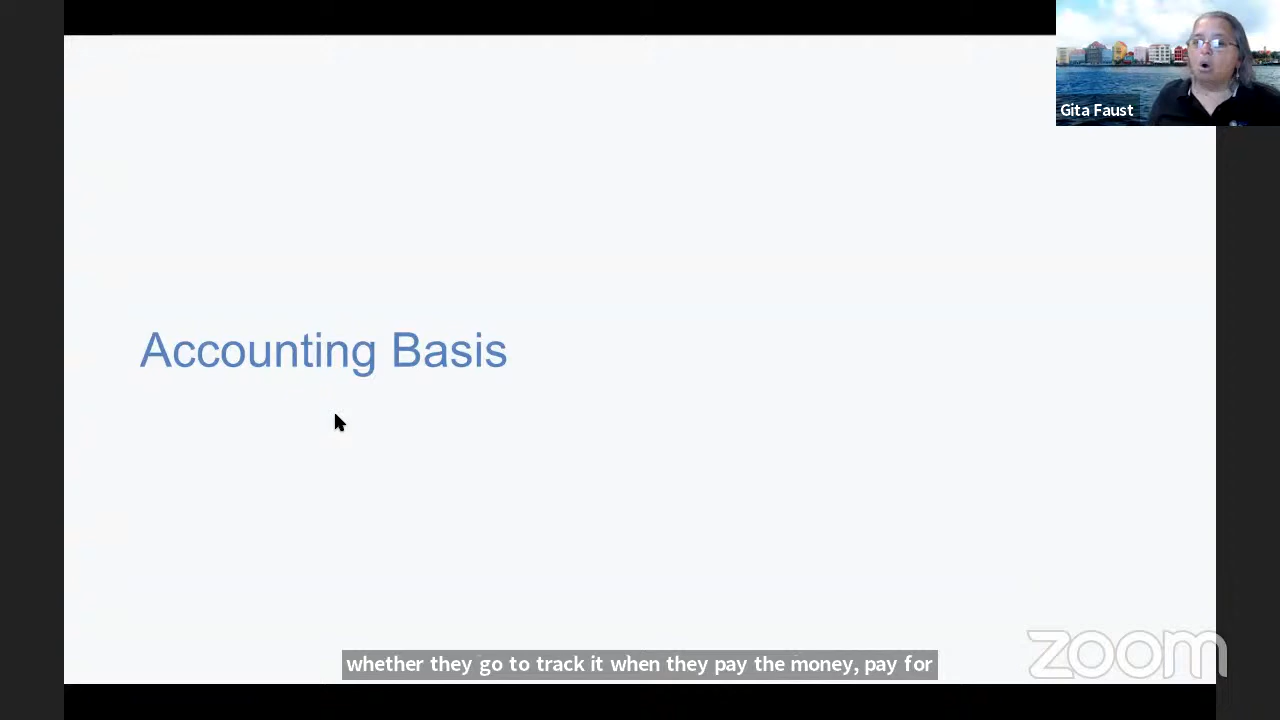 Gita Faust
Accounting Basis
whether they go to track it when they pay the money, pay for
zoom